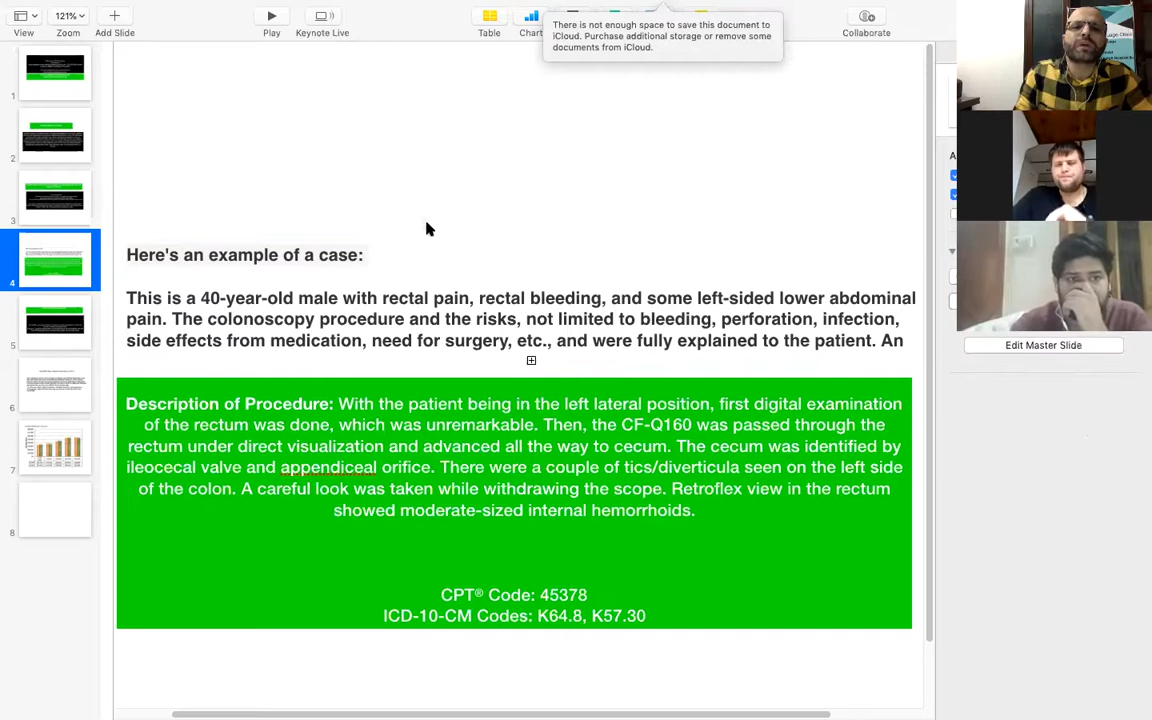 View
121%
Zoom
Add Slide
Play
Keynote Live
Table
Chart
Collaborate
There is not enough space to save this document to
iCloud. Purchase additional storage or remove some
documents from iCloud.
1
2
3
4
5
6
7
8
Here's an example of a case:
This is a 40-year-old male with rectal pain, rectal bleeding, and some left-sided lower abdominal
pain. The colonoscopy procedure and the risks, not limited to bleeding, perforation, infection,
side effects from medication, need for surgery, etc., and were fully explained to the patient. An
Description of Procedure: With the patient being in the left lateral position, first digital examination
of the rectum was done, which was unremarkable. Then, the CF-Q160 was passed through the
rectum under direct visualization and advanced all the way to cecum. The cecum was identified by
ileocecal valve and appendiceal orifice. There were a couple of tics/diverticula seen on the left side
of the colon. A careful look was taken while withdrawing the scope. Retroflex view in the rectum
showed moderate-sized internal hemorrhoids.
CPT® Code: 45378
ICD-10-CM Codes: K64.8, K57.30
Edit Master Slide